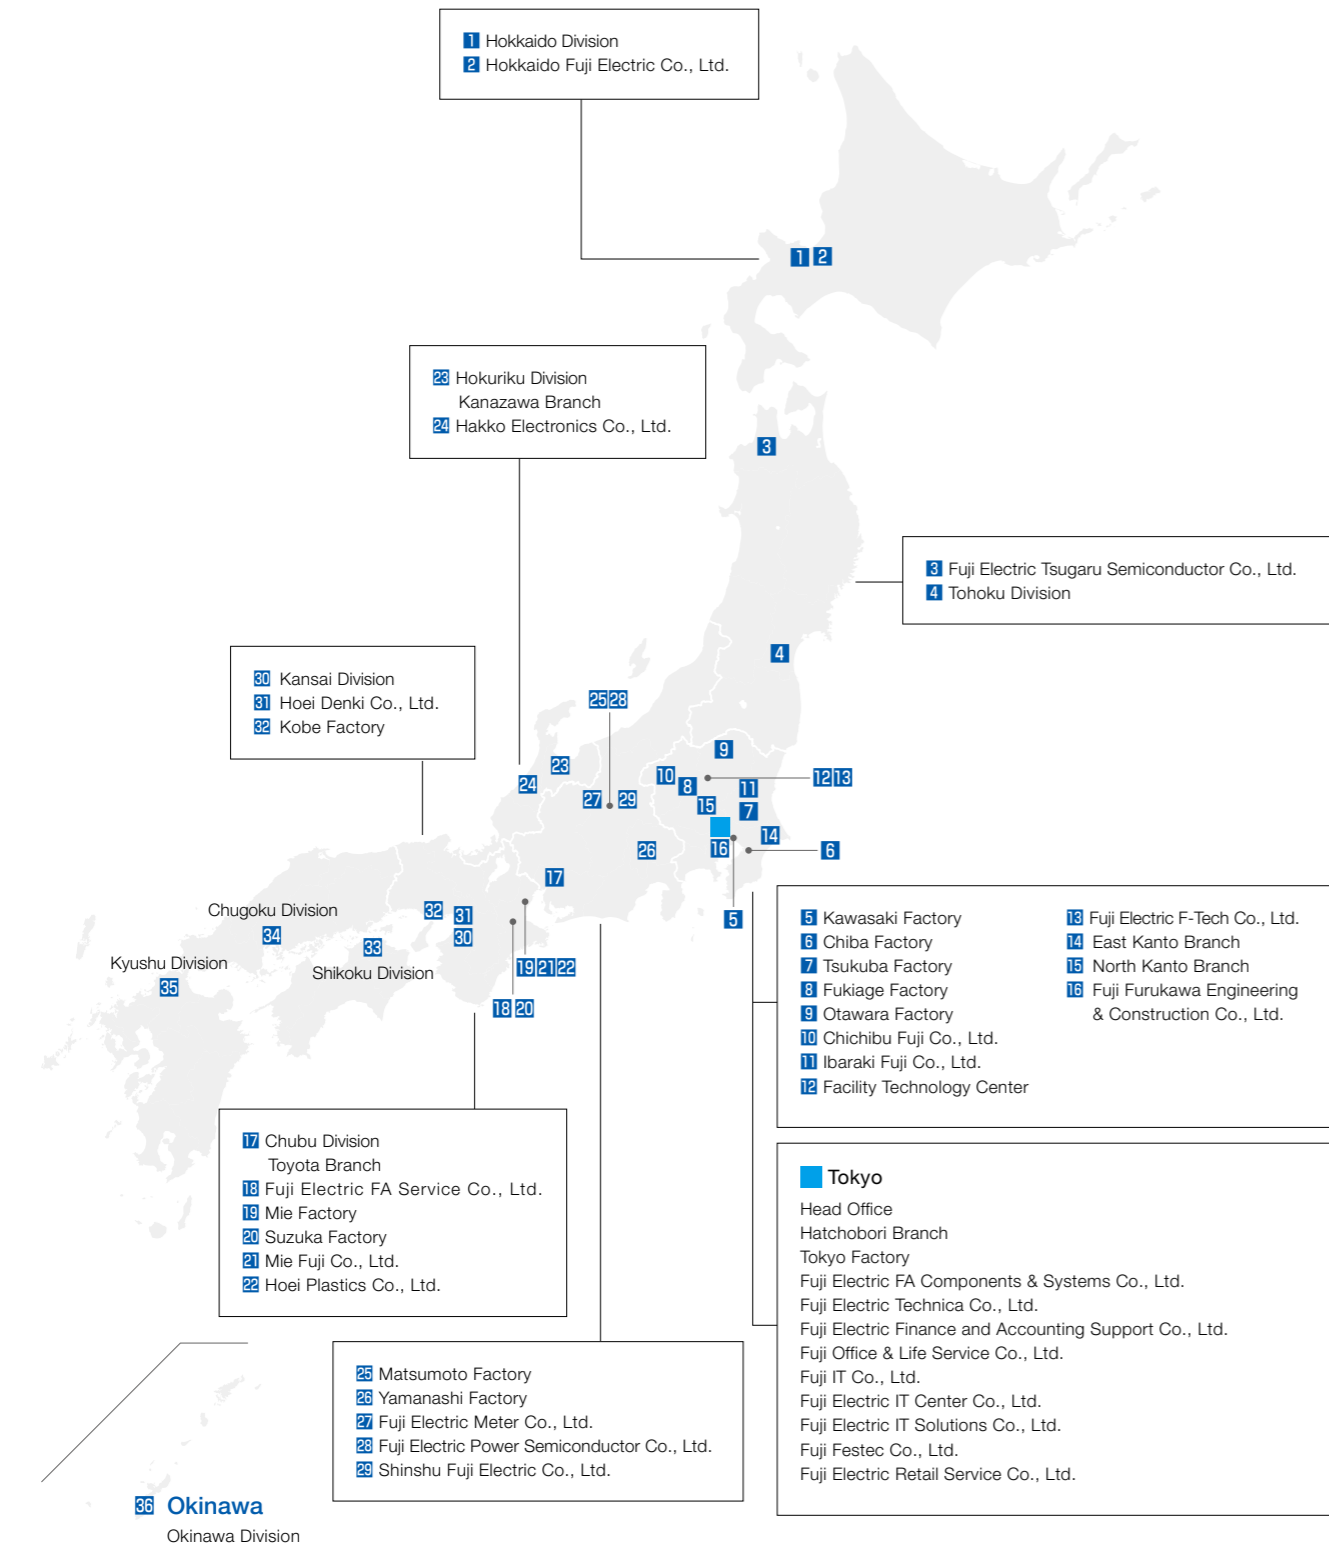 1 Hokkaido Division
2 Hokkaido Fuji Electric Co., Ltd.
1 2
23 Hokuriku Division
Kanazawa Branch
24 Hakko Electronics Co., Ltd.
3
3 Fuji Electric Tsugaru Semiconductor Co., Ltd.
4 Tohoku Division
4
30 Kansai Division
31 Hoei Denki Co., Ltd.
32 Kobe Factory
25 28
9
23
10
12 13
24
8
11
27
29
15
7
14
26
16
6
17
Chugoku Division
34
32
31
30
5
33
Shikoku Division
Kyushu Division
35
19 21 22
18 20
5 Kawasaki Factory
6 Chiba Factory
7 Tsukuba Factory
8 Fukiage Factory
9 Otawara Factory
10 Chichibu Fuji Co., Ltd.
11 Ibaraki Fuji Co., Ltd.
12 Facility Technology Center
13 Fuji Electric F-Tech Co., Ltd.
14 East Kanto Branch
15 North Kanto Branch
16 Fuji Furukawa Engineering
& Construction Co., Ltd.
17 Chubu Division
Toyota Branch
18 Fuji Electric FA Service Co., Ltd.
19 Mie Factory
20 Suzuka Factory
21 Mie Fuji Co., Ltd.
22 Hoei Plastics Co., Ltd.
Tokyo
Head Office
Hatchobori Branch
Tokyo Factory
Fuji Electric FA Components & Systems Co., Ltd.
Fuji Electric Technica Co., Ltd.
Fuji Electric Finance and Accounting Support Co., Ltd.
Fuji Office & Life Service Co., Ltd.
Fuji IT Co., Ltd.
Fuji Electric IT Center Co., Ltd.
Fuji Electric IT Solutions Co., Ltd.
Fuji Festec Co., Ltd.
Fuji Electric Retail Service Co., Ltd.
25 Matsumoto Factory
26 Yamanashi Factory
27 Fuji Electric Meter Co., Ltd.
28 Fuji Electric Power Semiconductor Co., Ltd.
29 Shinshu Fuji Electric Co., Ltd.
36 Okinawa
Okinawa Division